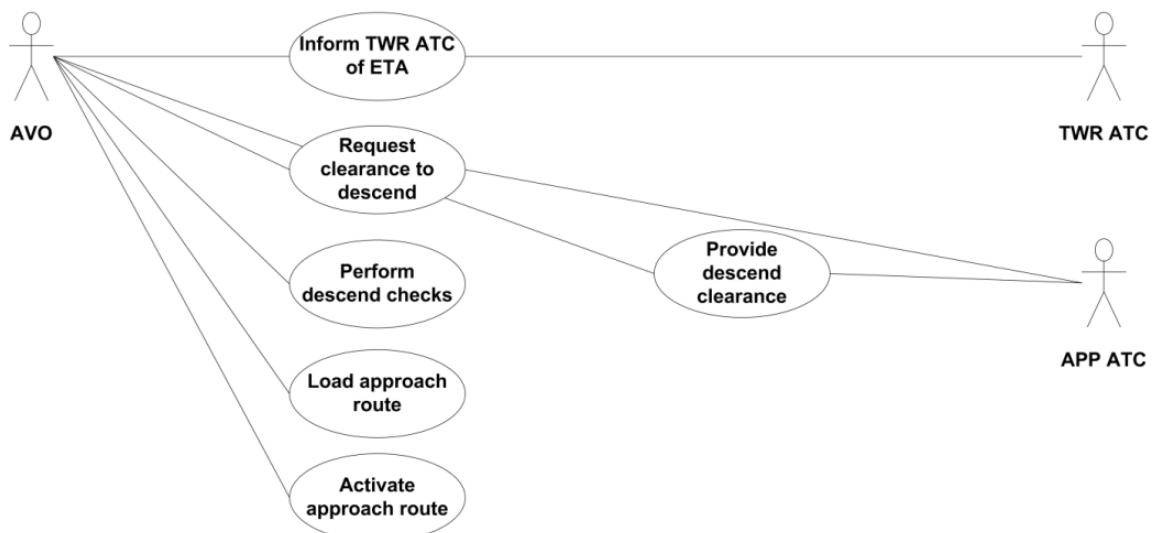 Inform TWR ATC
of ETA
AVO
TWR ATC
Request
clearance to
descend
Provide
descend
clearance
Perform
descend checks
APP ATC
Load approach
route
Activate
approach route